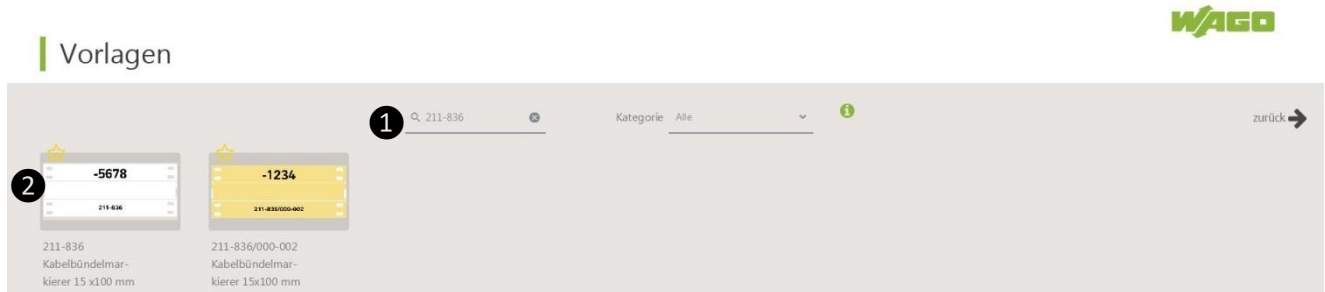 WAGO
Vorlagen
1 211-836 Kategorie Alle zurück
2 -5678 -1234
211-836 211-836/000-002
211-836 211-836/000-002
Kabelbündelmar- Kabelbündelmar-
kierer 15 x100 mm kierer 15x100 mm